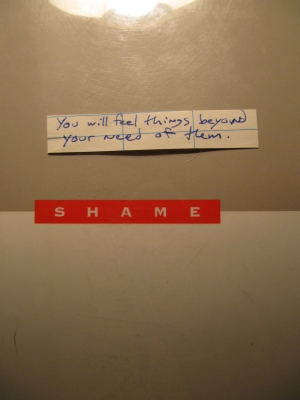 You will feel things beyond
your need of them.
SHAME